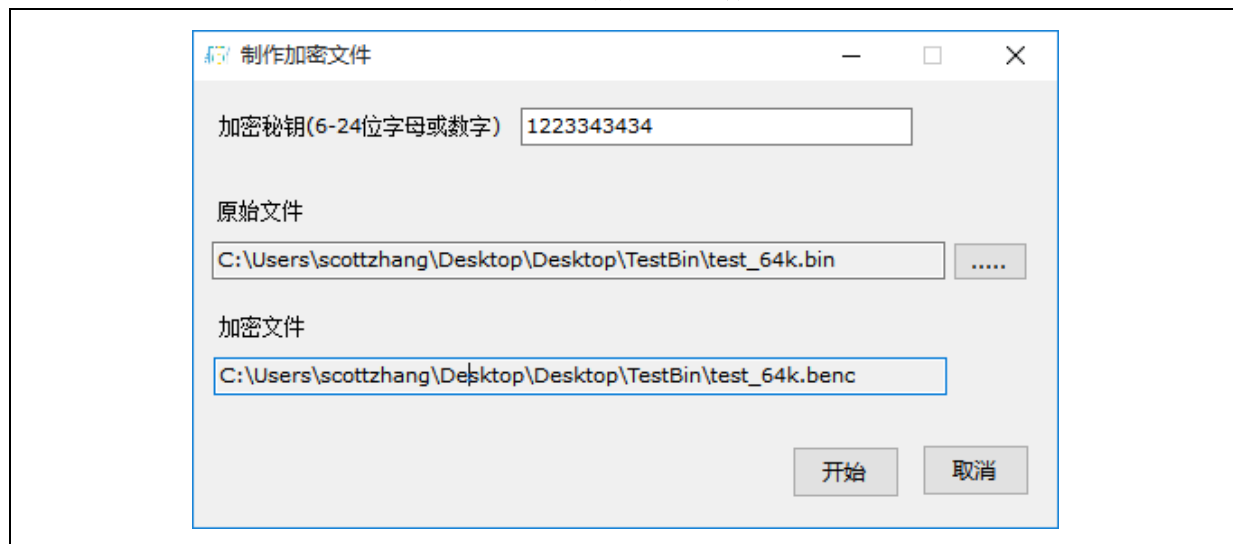 制作加密文件
加密秘钥(6-24位字母或数字) 1223343434
原始文件
C:\Users\scottzhang\Desktop\Desktop\TestBin\test_64k.bin .....
加密文件
C:\Users\scottzhang\Desktop\Desktop\TestBin\test_64k.benc
开始 取消